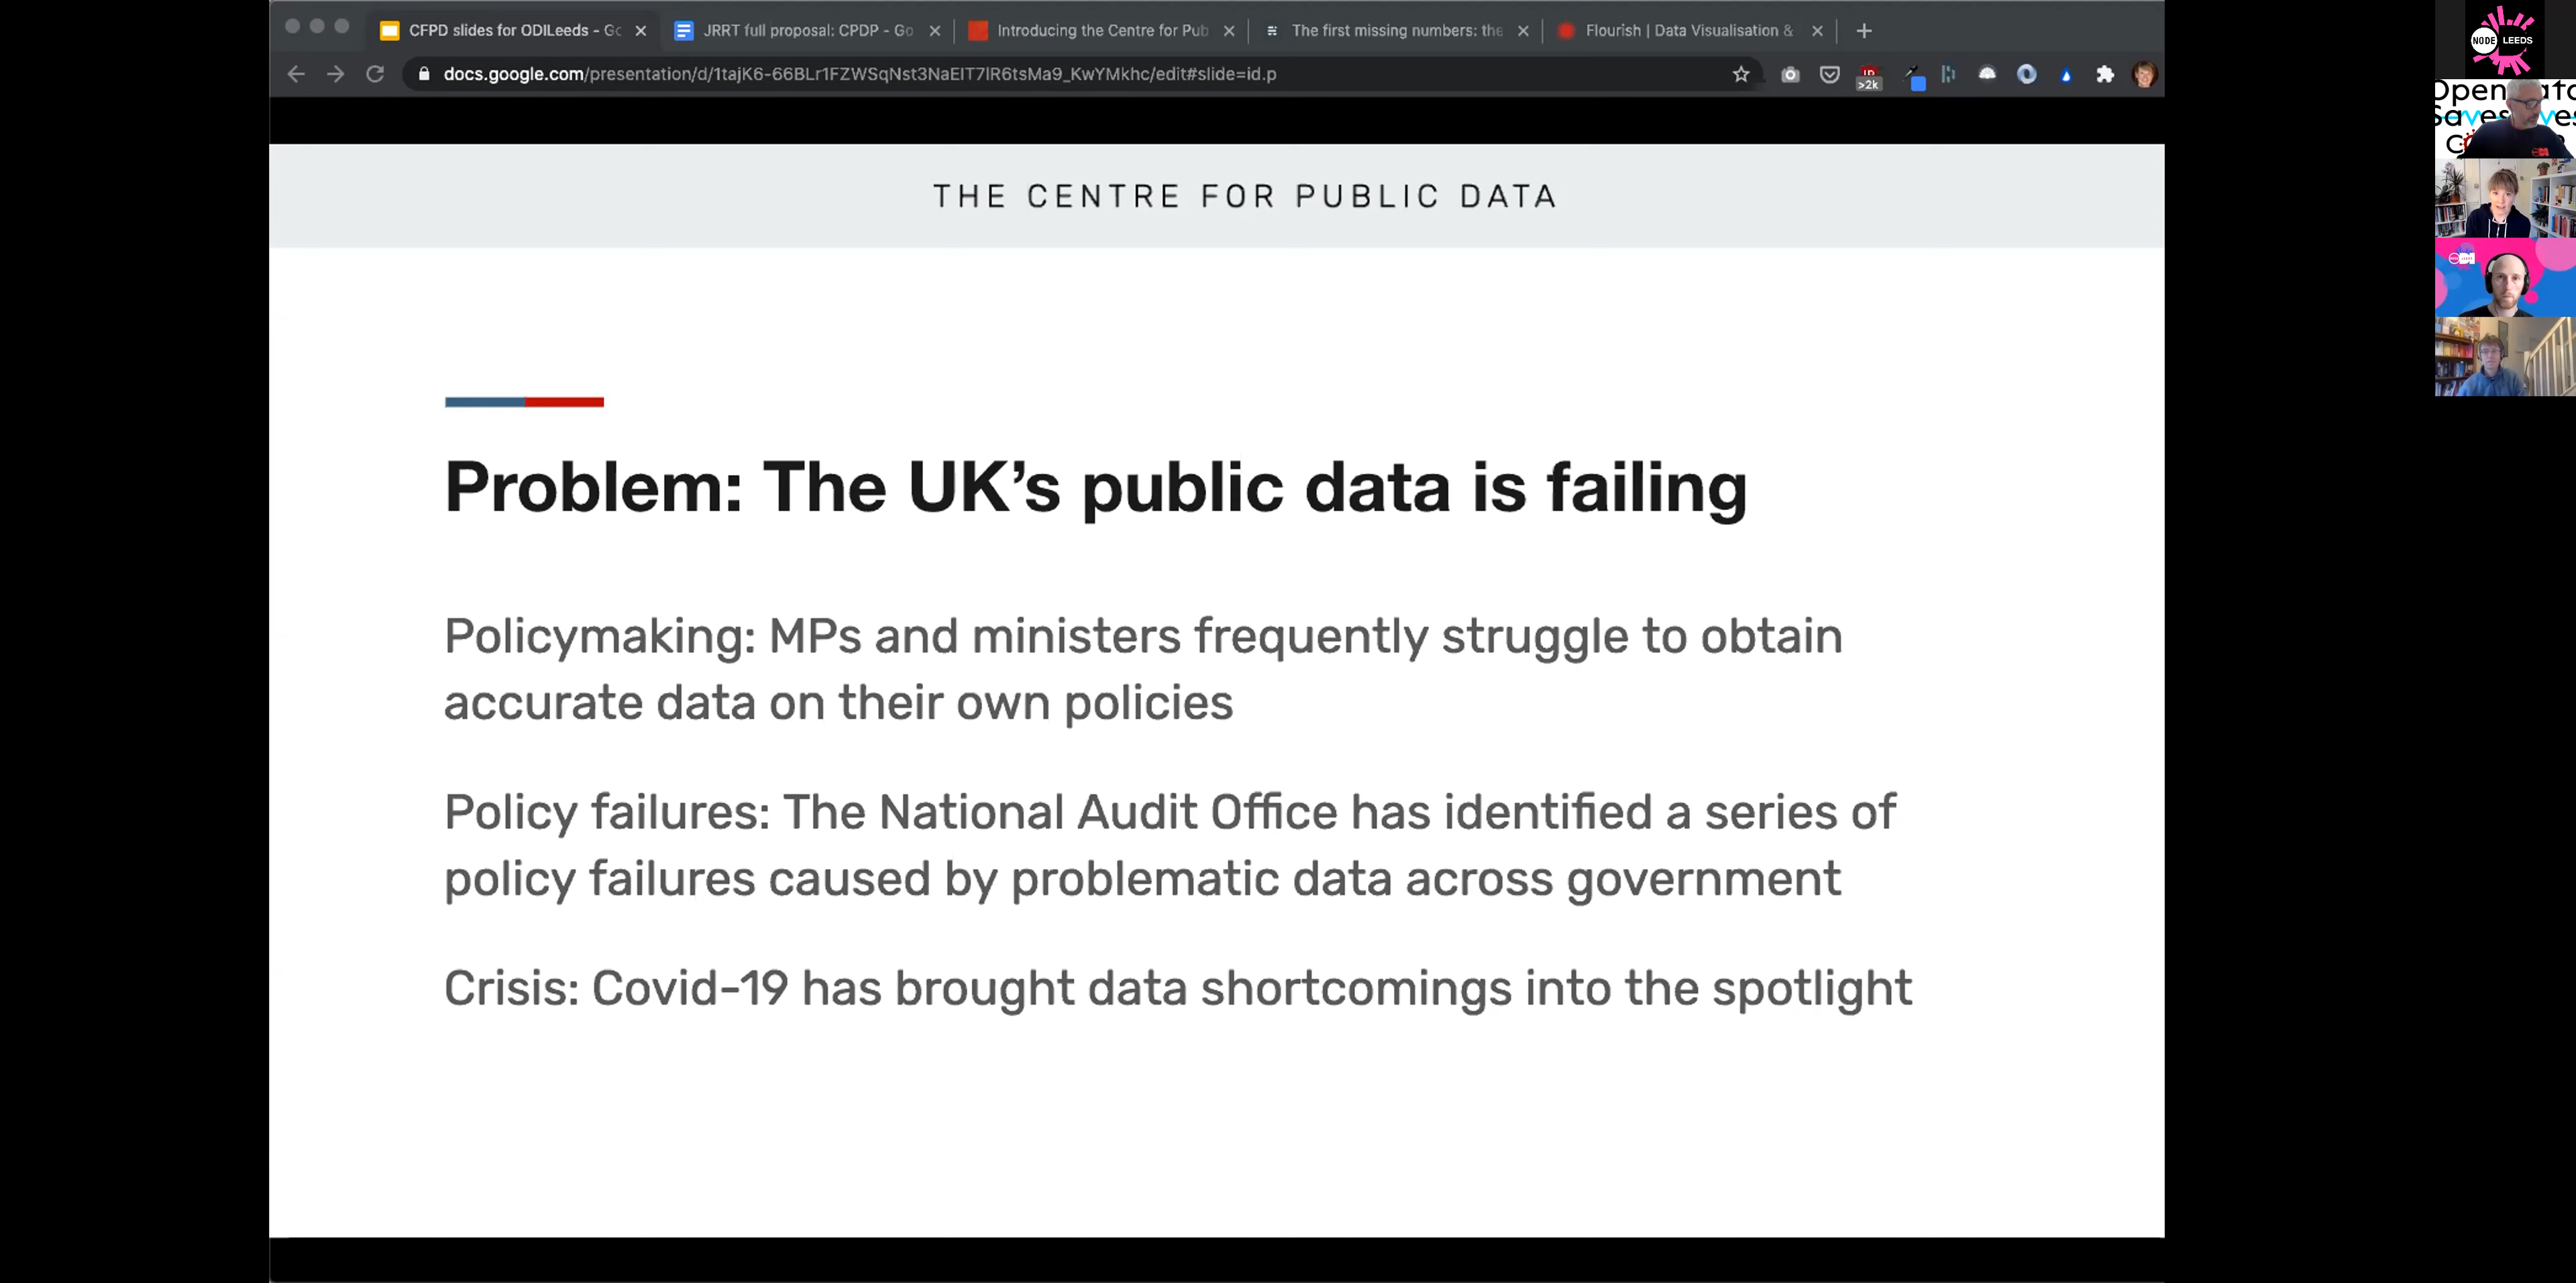 CFPD slides for ODILeeds - Go
JRRT full proposal: CPDP - Go
Introducing the Centre for Pub
The first missing numbers: the
Flourish | Data Visualisation &
docs.google.com/presentation/d/1tajK6-66BLr1FZWSqNst3NaEIT7IR6tsMa9_KwYMkhc/edit#slide=id.p
>2k
NODE LEEDS
THE CENTRE FOR PUBLIC DATA
Problem: The UK’s public data is failing
Policymaking: MPs and ministers frequently struggle to obtain
accurate data on their own policies
Policy failures: The National Audit Office has identified a series of
policy failures caused by problematic data across government
Crisis: Covid-19 has brought data shortcomings into the spotlight
Open